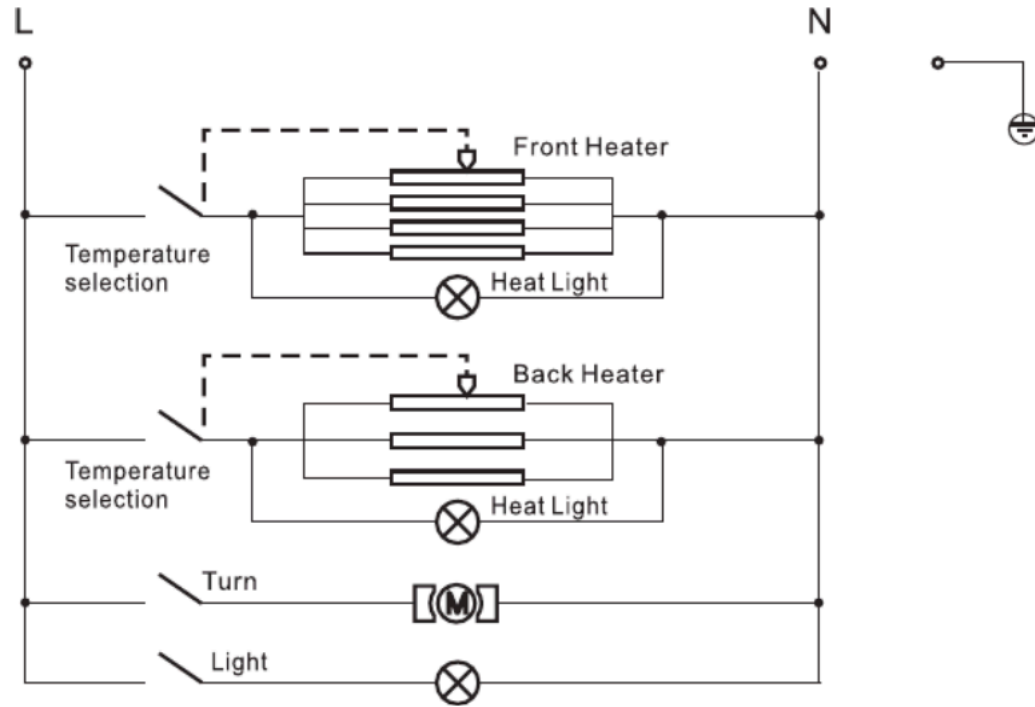 L
N
Front Heater
Temperature
selection
Heat Light
Back Heater
Temperature
selection
Heat Light
Turn
M
Light